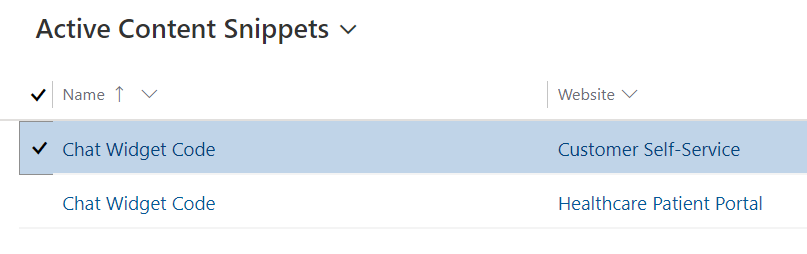 Active Content Snippets
Name Website
Chat Widget Code Customer Self-Service
Chat Widget Code Healthcare Patient Portal